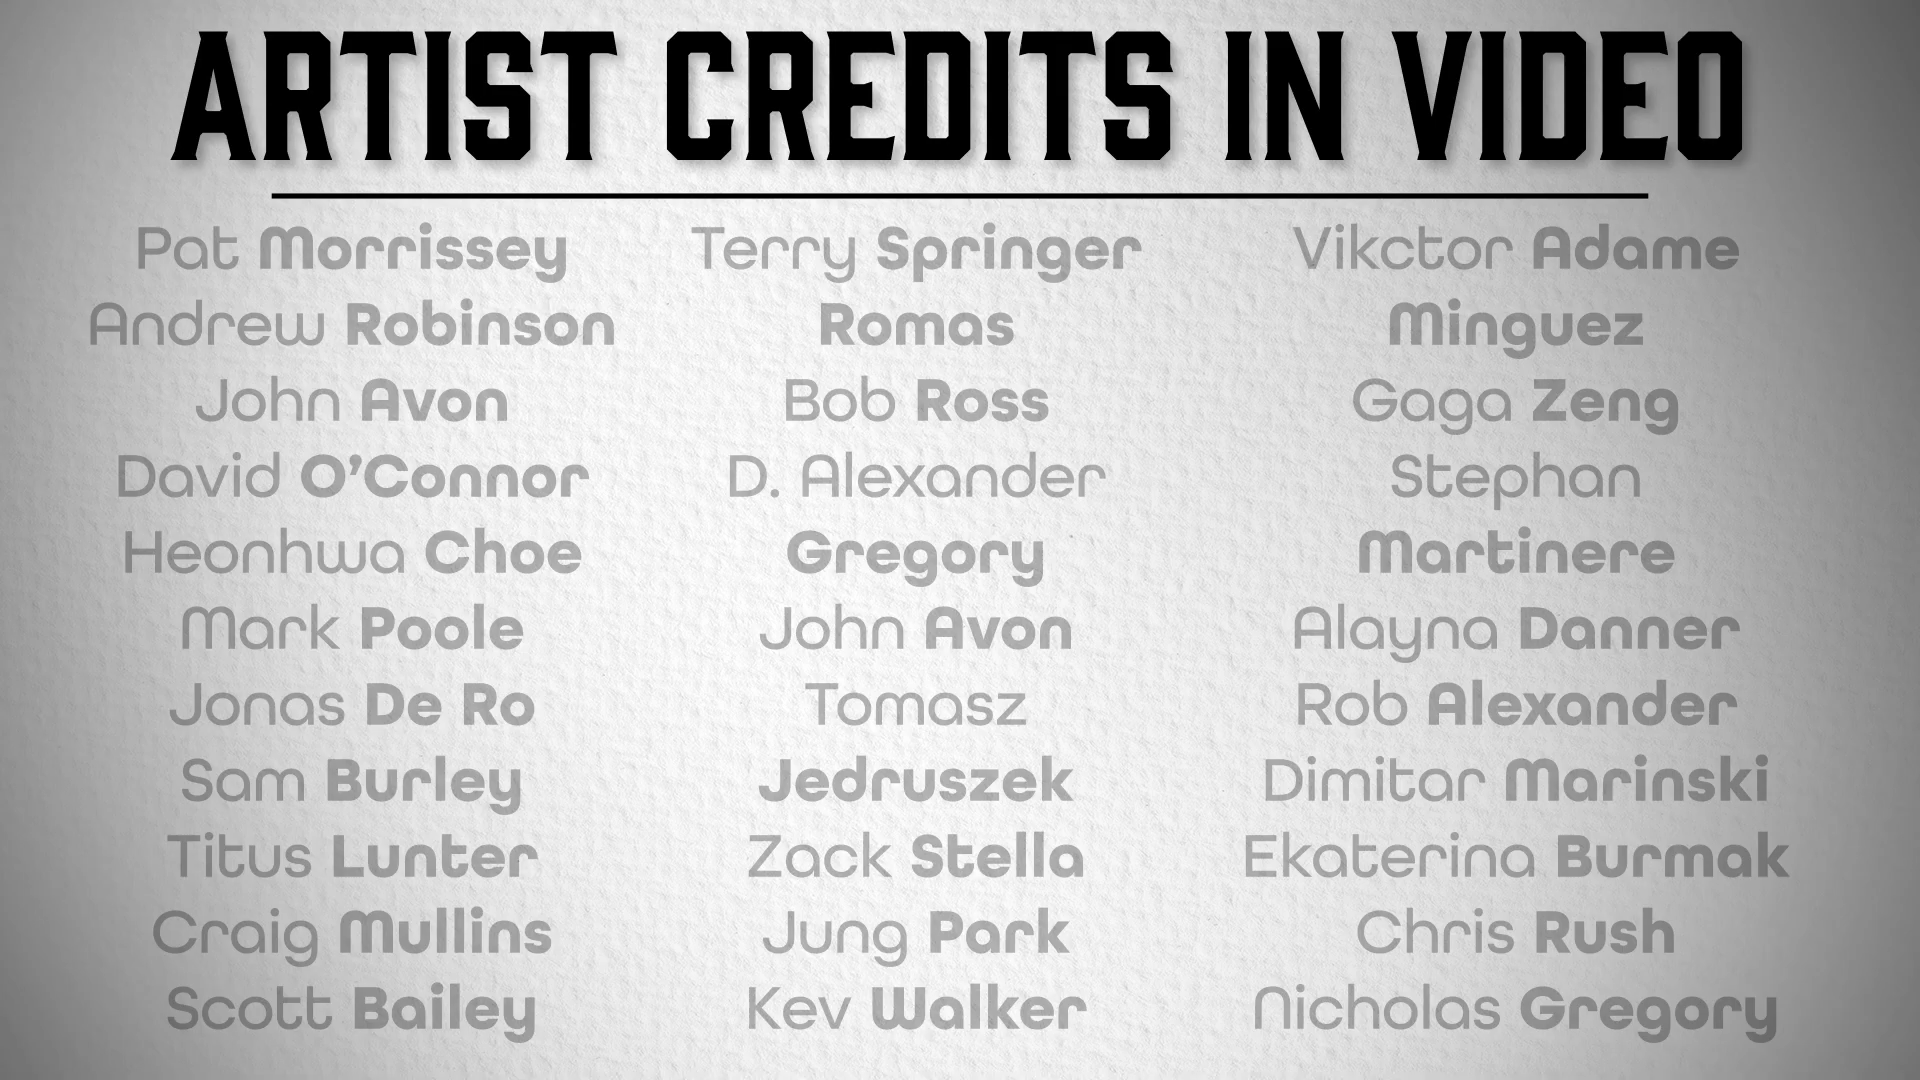 ARTIST CREDITS IN VIDEO
Pat Morrissey
Andrew Robinson
John Avon
David O'Connor
Heonhwa Choe
Mark Poole
Jonas De Ro
Sam Burley
Titus Lunter
Craig Mullins
Scott Bailey
Terry Springer
Romas
Bob Ross
D. Alexander
Gregory
John Avon
Tomasz
Jedruszek
Zack Stella
Jung Park
Kev Walker
Vikctor Adame
Minguez
Gaga Zeng
Stephan
Martinere
Alayna Danner
Rob Alexander
Dimitar Marinski
Ekaterina Burmak
Chris Rush
Nicholas Gregory